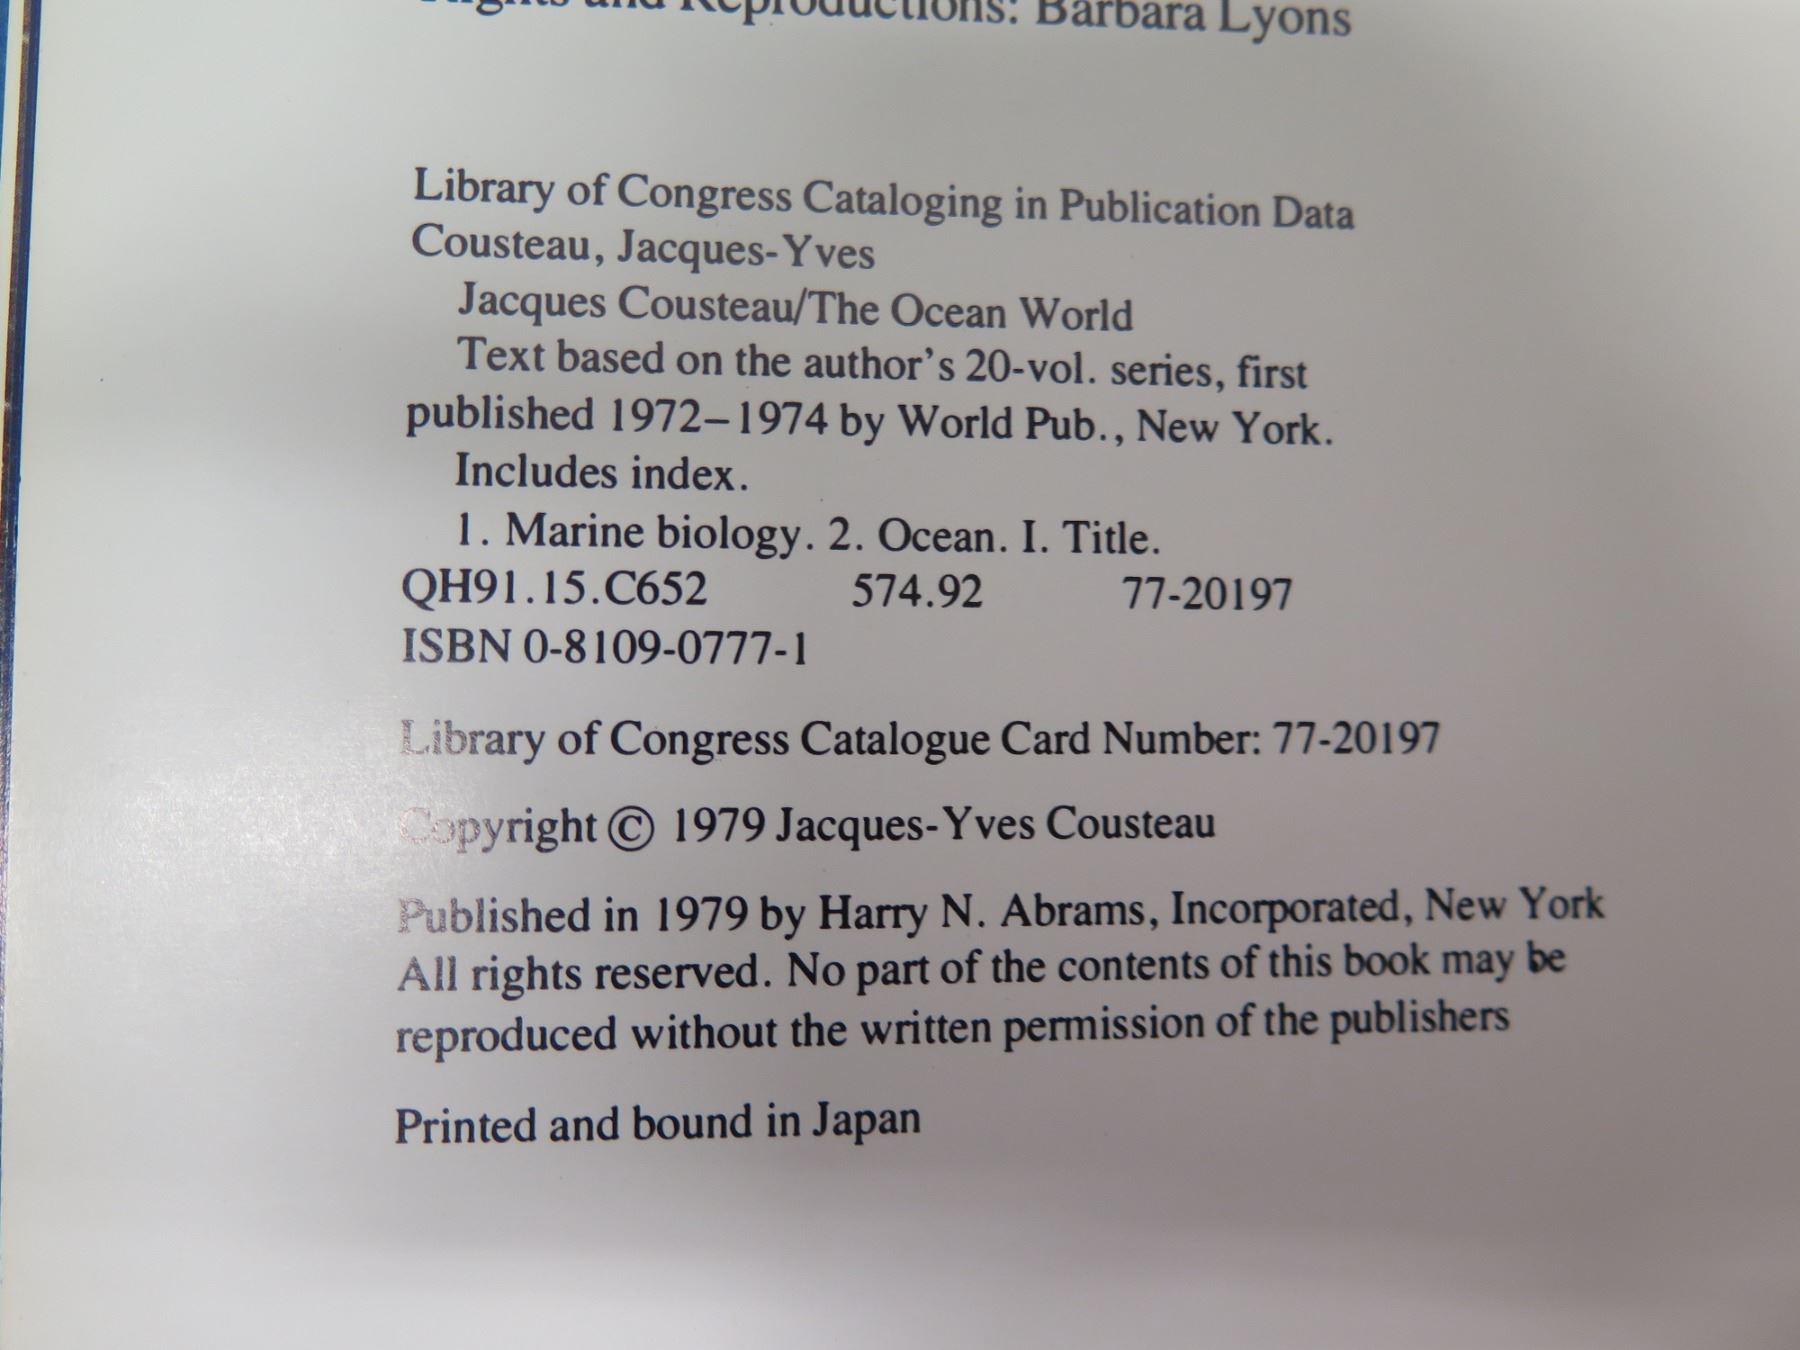 Rights and Reproductions: Barbara Lyons
Library of Congress Cataloging in Publication Data
Cousteau, Jacques-Yves
Jacques Cousteau/The Ocean World
Text based on the author's 20-vol. series, first
published 1972–1974 by World Pub., New York.
Includes index.
1. Marine biology. 2. Ocean. I. Title.
QH91.15.C652 574.92 77-20197
ISBN 0-8109-0777-1
Library of Congress Catalogue Card Number: 77-20197
Copyright © 1979 Jacques-Yves Cousteau
Published in 1979 by Harry N. Abrams, Incorporated, New York
All rights reserved. No part of the contents of this book may be
reproduced without the written permission of the publishers
Printed and bound in Japan